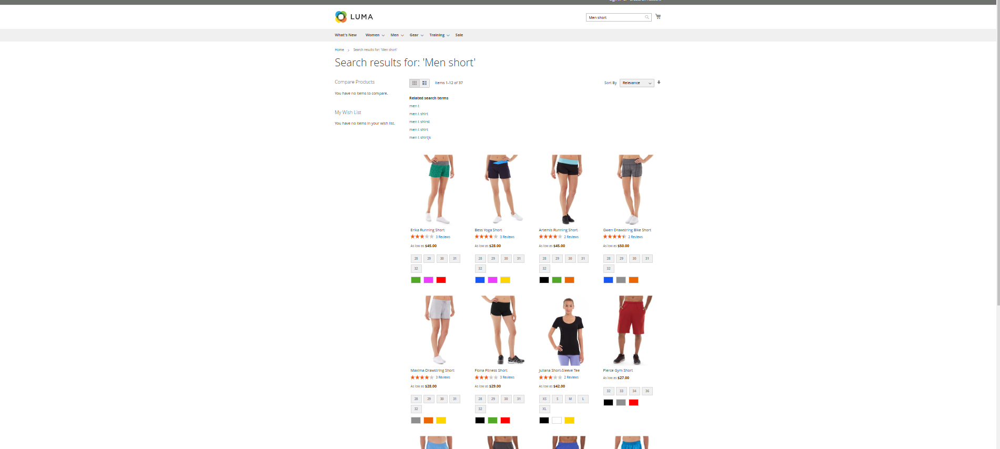 LUMA
Men short
What's New Women Men Gear Training Sale
Home Search results for: 'Men short'
Search results for: 'Men short'
Compare Products
You have no items to compare.
My Wish List
You have no items in your wish list.
Items 1-12 of 37
Sort By Relevance
Related search terms
men t
men t shirt
men t shirst
men t shirt
men t shirtjk
Erika Running Short
3 Reviews
As low as $45.00
28 29 30 31
32
Bess Yoga Short
3 Reviews
As low as $28.00
28 29 30 31
32
Artemis Running Short
2 Reviews
As low as $45.00
28 29 30 31
32
Gwen Drawstring Bike Short
2 Reviews
As low as $50.00
28 29 30 31
32
Maxima Drawstring Short
3 Reviews
As low as $28.00
28 29 30 31
32
Fiona Fitness Short
3 Reviews
As low as $29.00
28 29 30 31
32
Juliana Short-Sleeve Tee
2 Reviews
As low as $42.00
XS S M L
XL
Pierce Gym Short
As low as $27.00
32 33 34 36